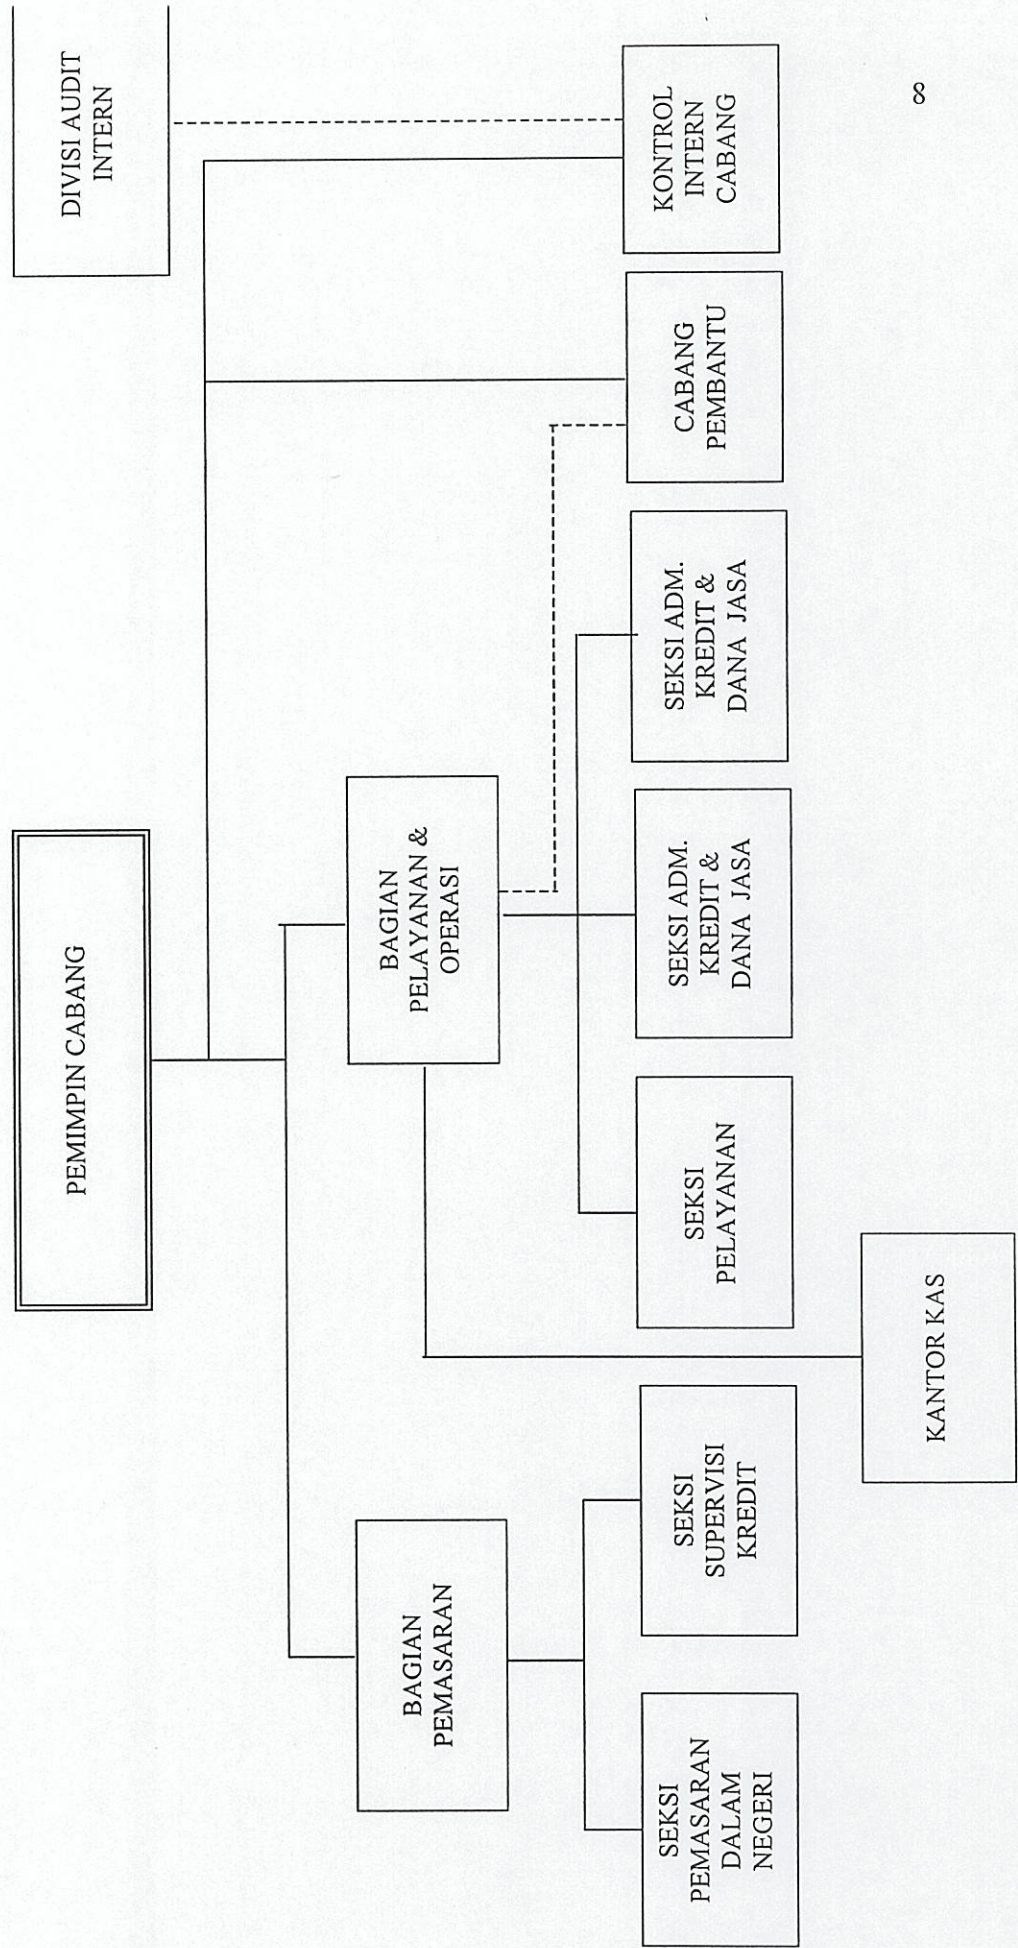 PEMIMPIN CABANG
DIVISI AUDIT
INTERN
BAGIAN
PEMASARAN
BAGIAN
PELAYANAN &
OPERASI
SEKSI
PEMASARAN
DALAM
NEGERI
SEKSI
SUPERVISI
KREDIT
SEKSI
PELAYANAN
SEKSI ADM.
KREDIT &
DANA JASA
SEKSI ADM.
KREDIT &
DANA JASA
CABANG
PEMBANTU
KONTROL
INTERN
CABANG
KANTOR KAS
8